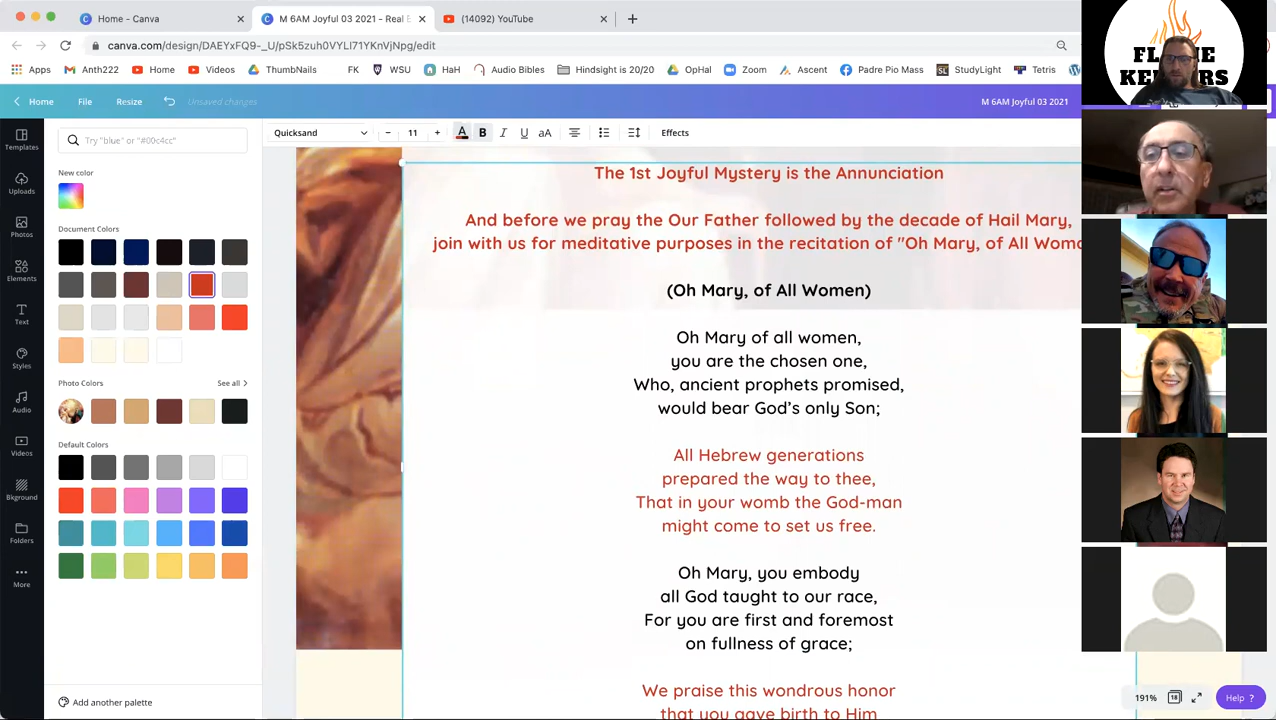 Home - Canva
M 6AM Joyful 03 2021 - Real E
(14092) YouTube
canva.com/design/DAEYxFQ9-_U/pSk5zuh0VYLI71YKnVjNpg/edit
Apps Anth222 Home Videos ThumbNails FK WSU HaH Audio Bibles Hindsight is 20/20 OpHal Zoom Ascent Padre Pio Mass StudyLight Tetris
Home File Resize Unsaved changes M 6AM Joyful 03 2021
Quicksand 11 A B I U aA Effects
Try "blue" or "#00c4cc"
New color
Document Colors
Photo Colors See all
Default Colors
Add another palette
Templates
Uploads
Photos
Elements
Text
Styles
Audio
Videos
Bkground
Folders
More
The 1st Joyful Mystery is the Annunciation
And before we pray the Our Father followed by the decade of Hail Mary,
join with us for meditative purposes in the recitation of "Oh Mary, of All Wome
(Oh Mary, of All Women)
Oh Mary of all women,
you are the chosen one,
Who, ancient prophets promised,
would bear God's only Son;
All Hebrew generations
prepared the way to thee,
That in your womb the God-man
might come to set us free.
Oh Mary, you embody
all God taught to our race,
For you are first and foremost
on fullness of grace;
We praise this wondrous honor
that you gave birth to Him
191% 18 Help ?